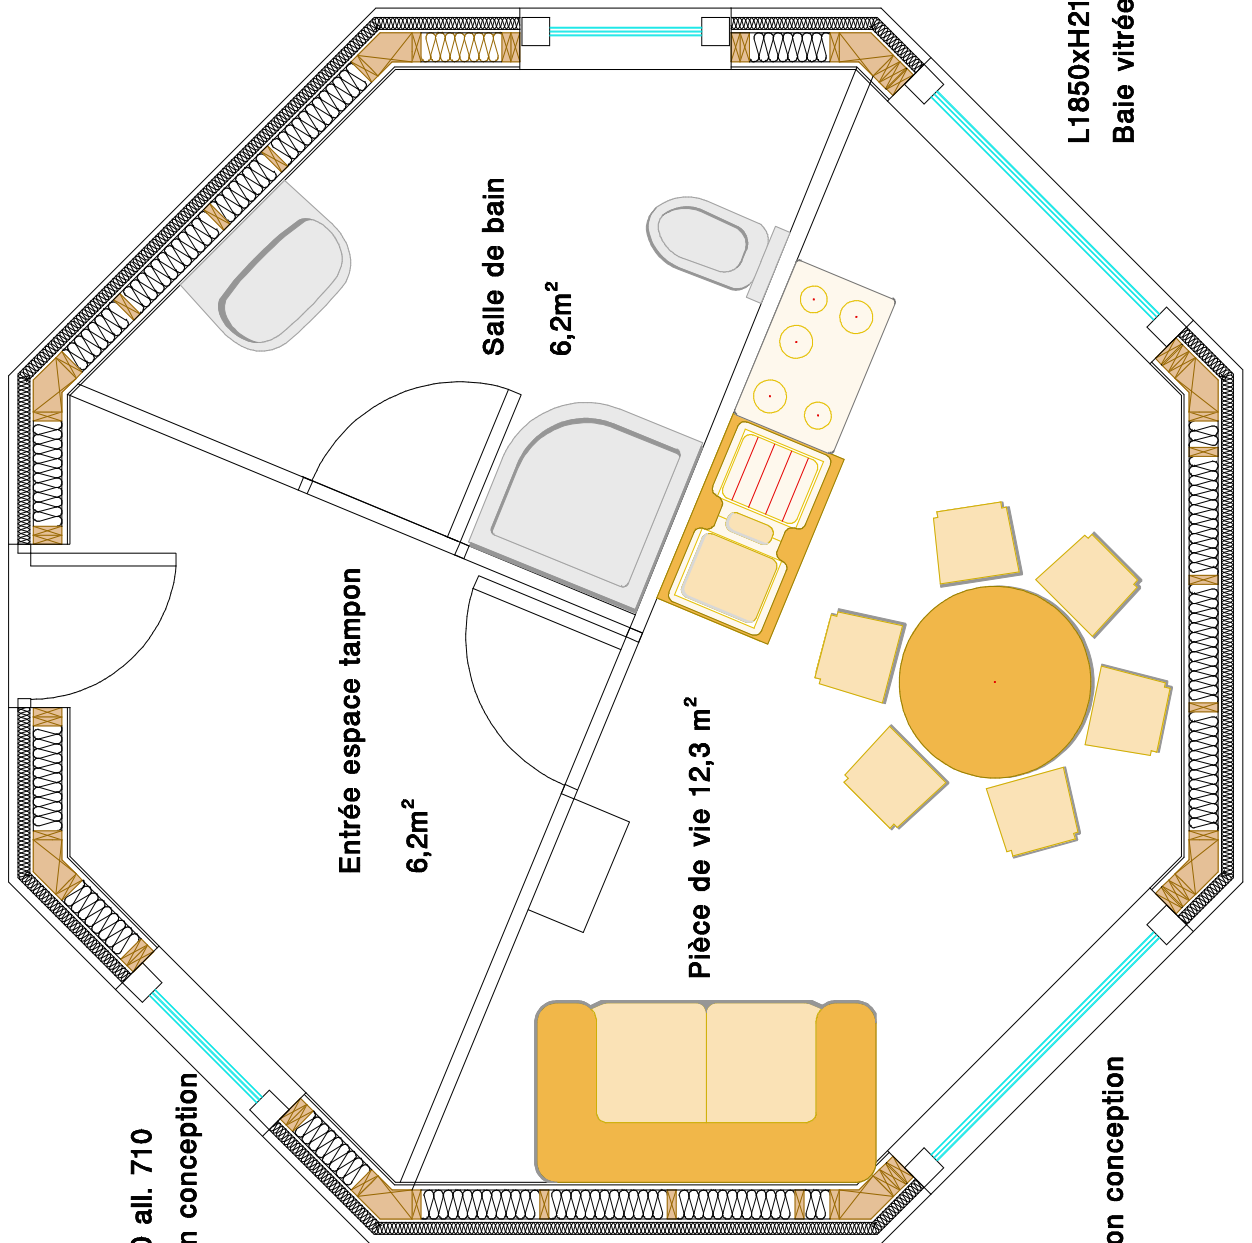 L1850xH21
Baie vitrée
Salle de bain
6,2m²
Entrée espace tampon
6,2m²
Pièce de vie 12,3 m²
all. 710
conception
conception